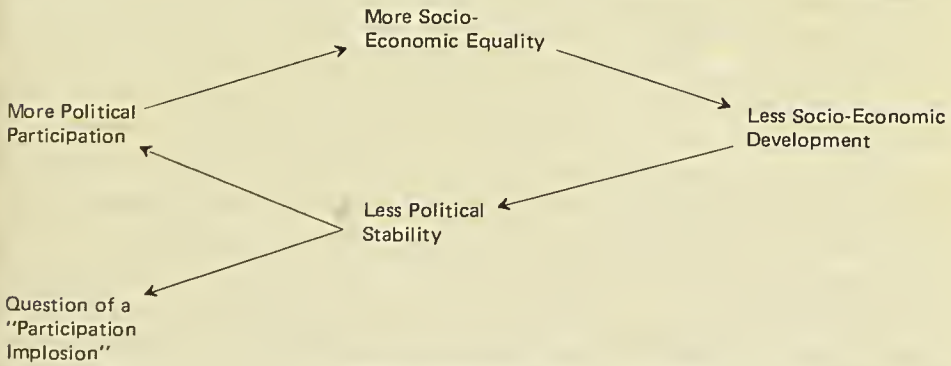 More Socio-
Economic Equality
More Political
Participation
Less Socio-Economic
Development
Less Political
Stability
Question of a
"Participation
Implosion"